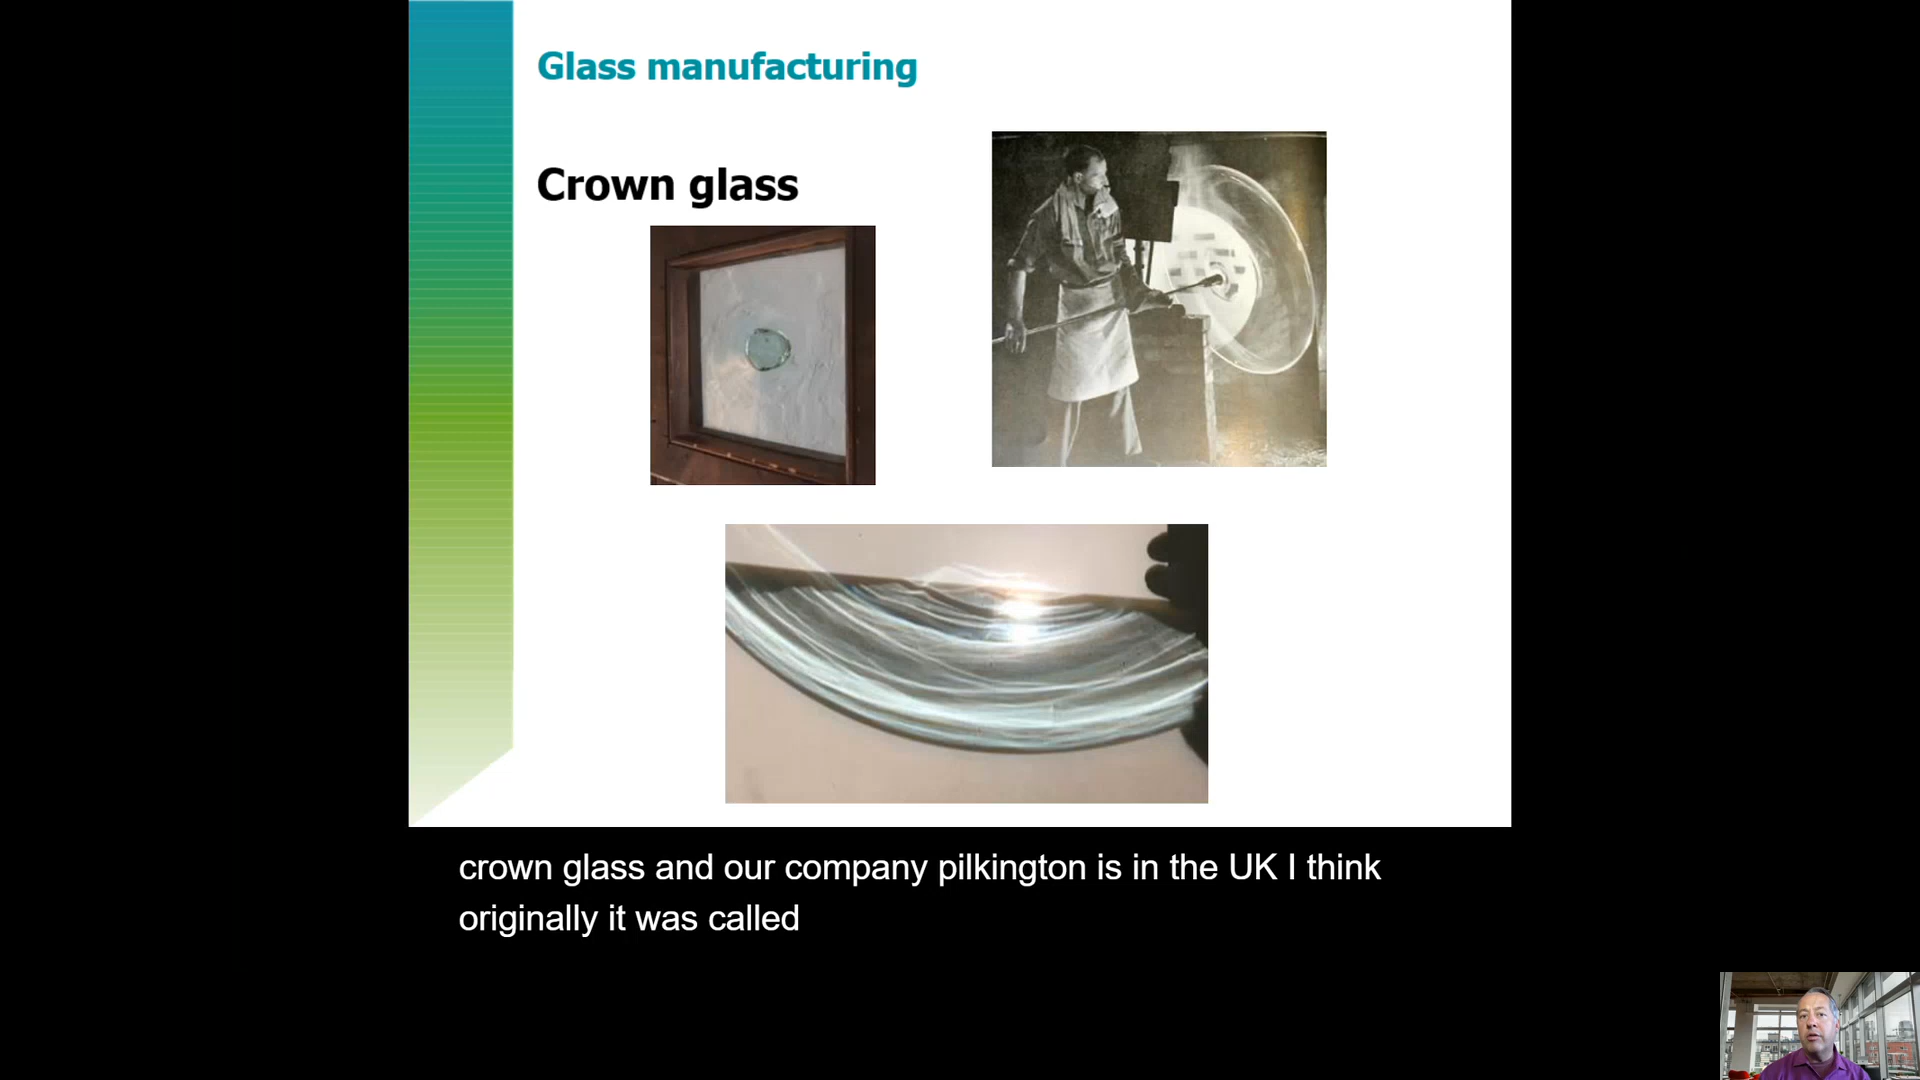 Glass manufacturing
Crown glass
crown glass and our company pilkington is in the UK I think
originally it was called